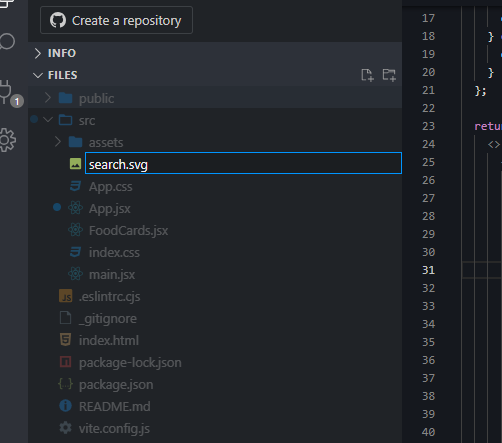 Create a repository
INFO
FILES
public
src
assets
search.svg
App.css
App.jsx
FoodCards.jsx
index.css
main.jsx
.eslintrc.cjs
_gitignore
index.html
package-lock.json
package.json
README.md
vite.config.js
1
17
18 }
19
20 }
21 };
22
23 retu
24 <>
25
26
27
28
29
30
31
32
33
34
35
36
37
38
39
40